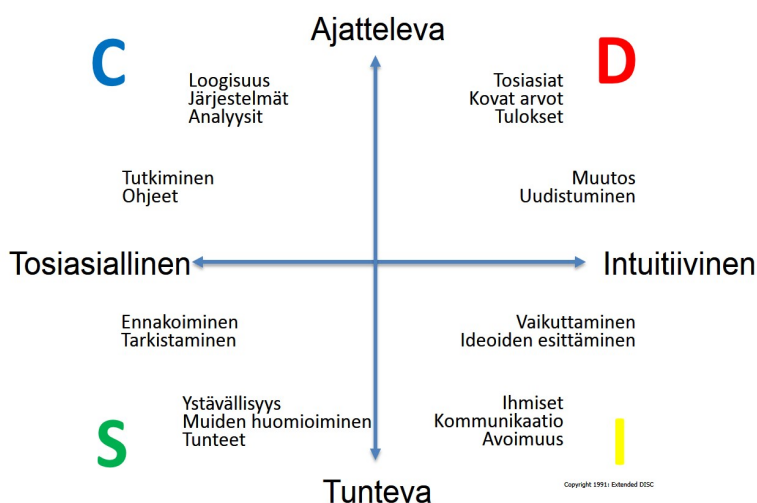 Ajatteleva
C
D
Loogisuus
Järjestelmät
Analyysit
Tosiasiat
Kovat arvot
Tulokset
Tutkiminen
Ohjeet
Muutos
Uudistuminen
Tosiasiallinen
Intuitiivinen
Ennakoiminen
Tarkistaminen
Vaikuttaminen
Ideoiden esittäminen
Ystävällisyys
Muiden huomioiminen
Tunteet
Ihmiset
Kommunikaatio
Avoimuus
S
I
Tunteva
Copyright 1991: Extended DISC